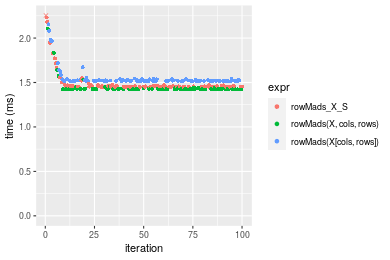 time (ms)
2.0
1.5
1.0
0.5
0.0
0
25
50
75
100
iteration
expr
rowMads_X_S
rowMads(X, cols, rows)
rowMads(X[cols, rows])